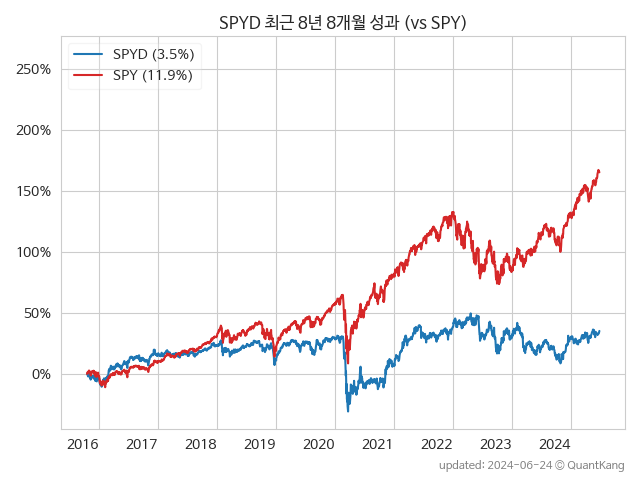 SPYD 최근 8년 8개월 성과 (vs SPY)
SPYD (3.5%)
SPY (11.9%)
250%
200%
150%
100%
50%
0%
2016 2017 2018 2019 2020 2021 2022 2023 2024
updated: 2024-06-24 © QuantKang